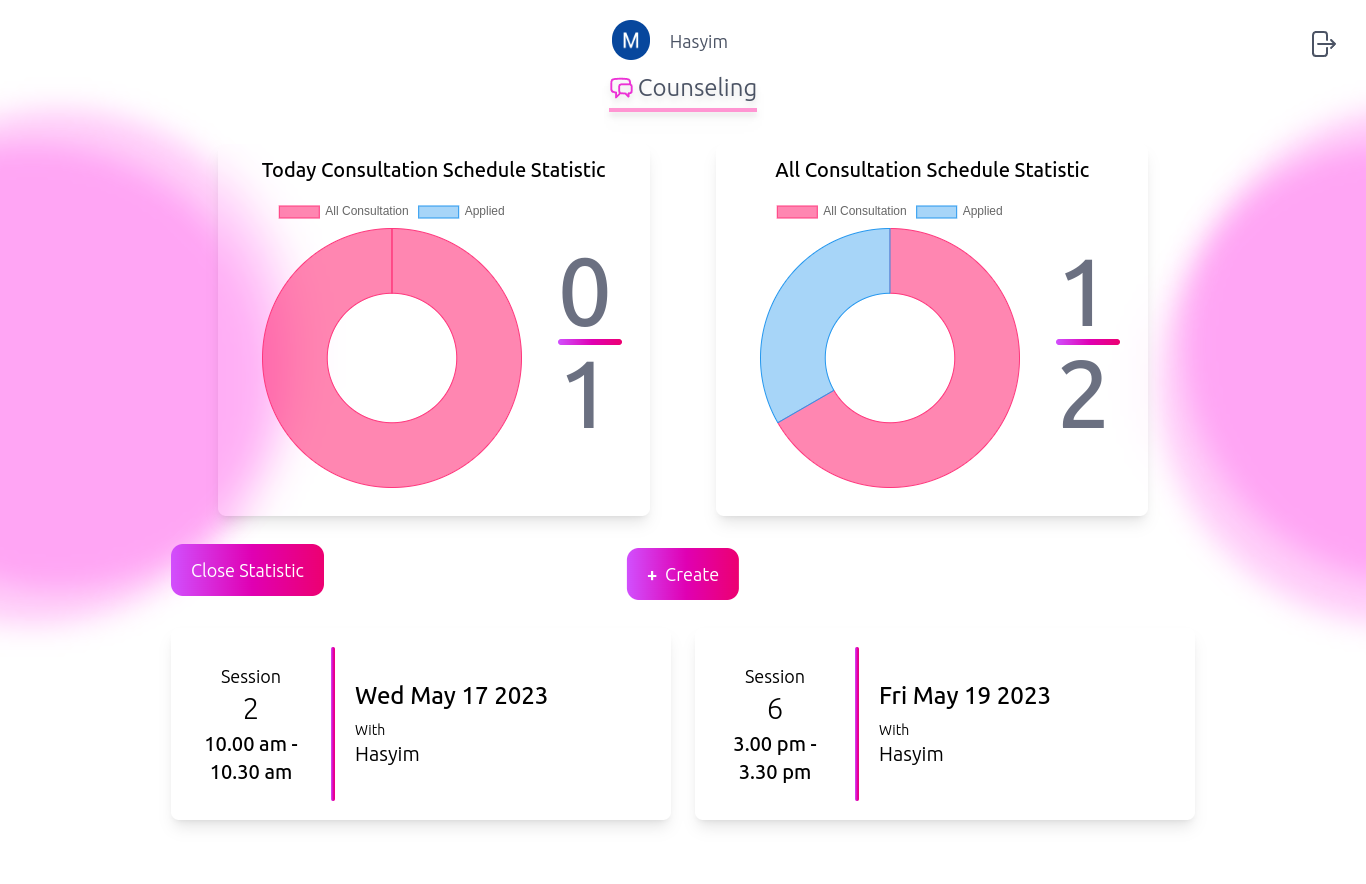 M
Hasyim
Counseling
Today Consultation Schedule Statistic
All Consultation
Applied
0
1
All Consultation Schedule Statistic
All Consultation
Applied
1
2
Close Statistic
+ Create
Session
2
10.00 am -
10.30 am
Wed May 17 2023
With
Hasyim
Session
6
3.00 pm -
3.30 pm
Fri May 19 2023
With
Hasyim